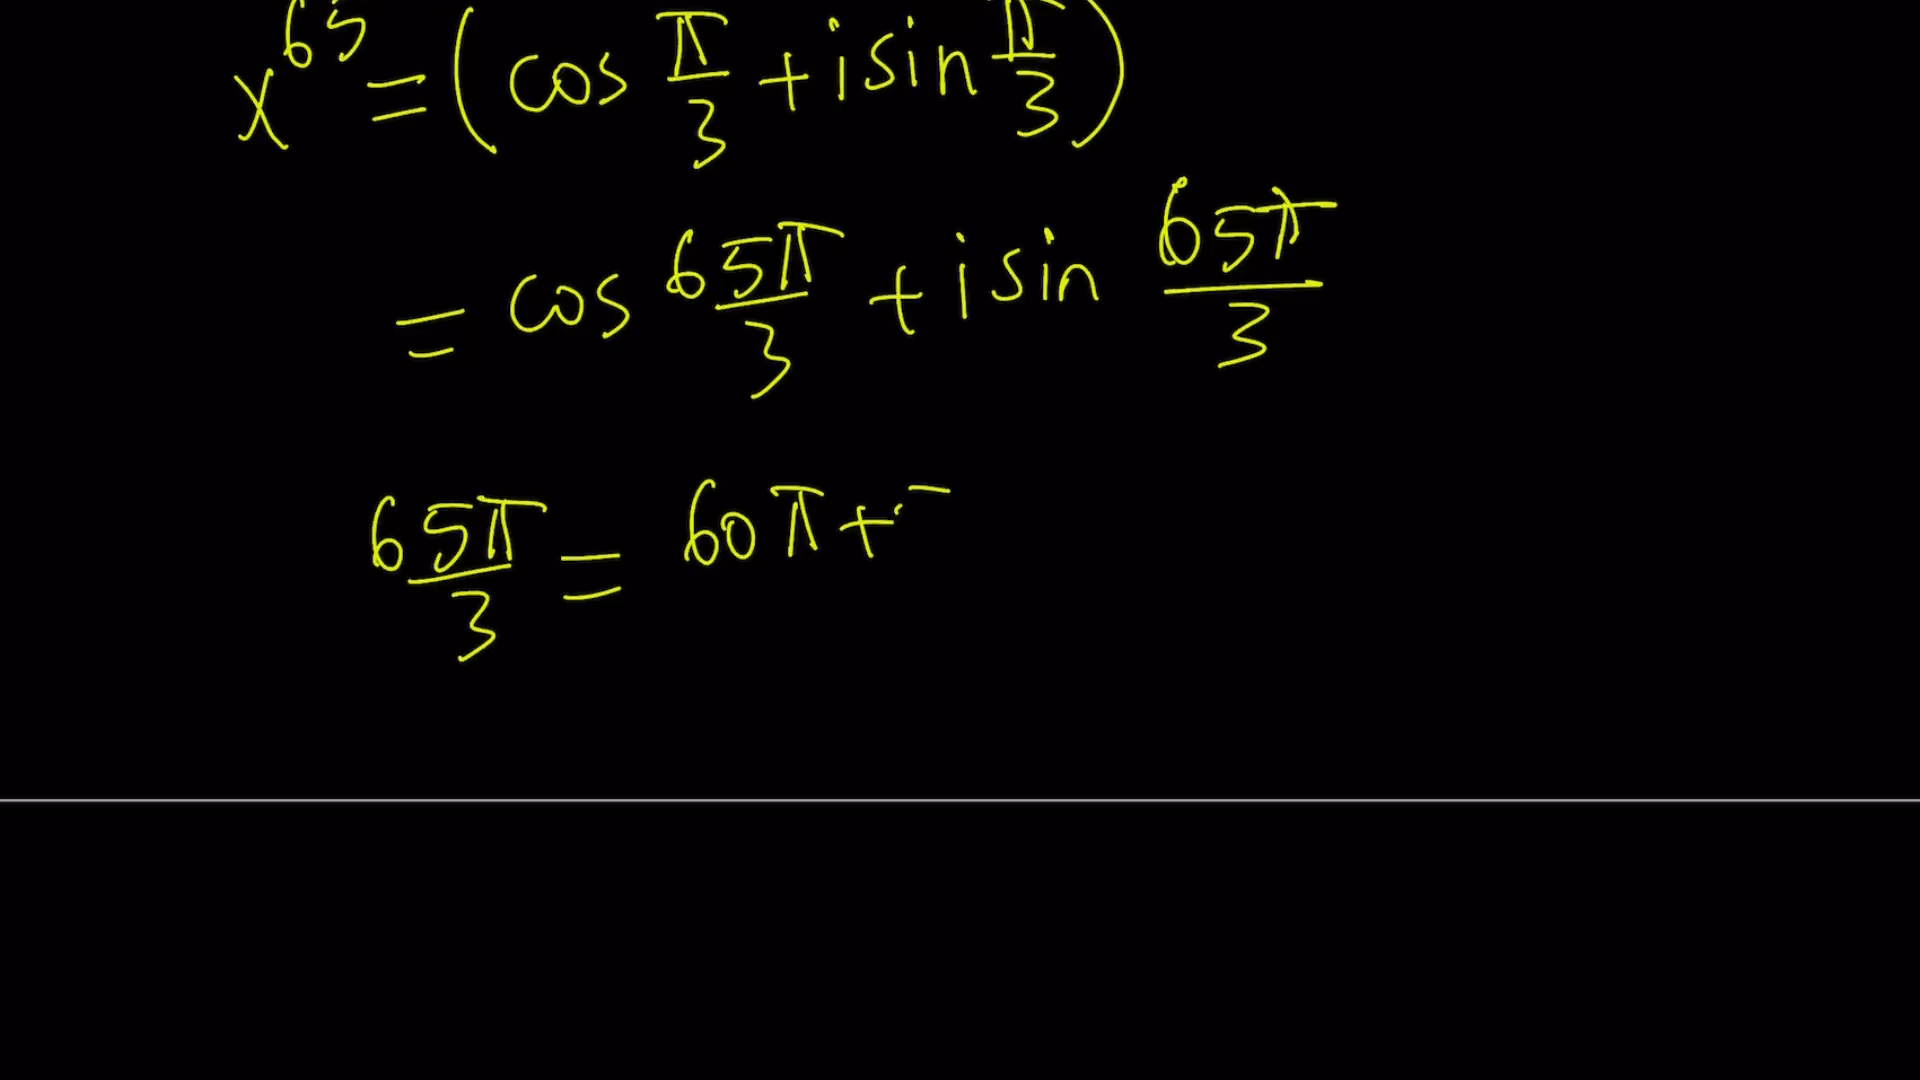 x^65 = (cos π/3 + i sin π/3)
= cos 65π/3 + i sin 65π/3
65π/3 = 60π +